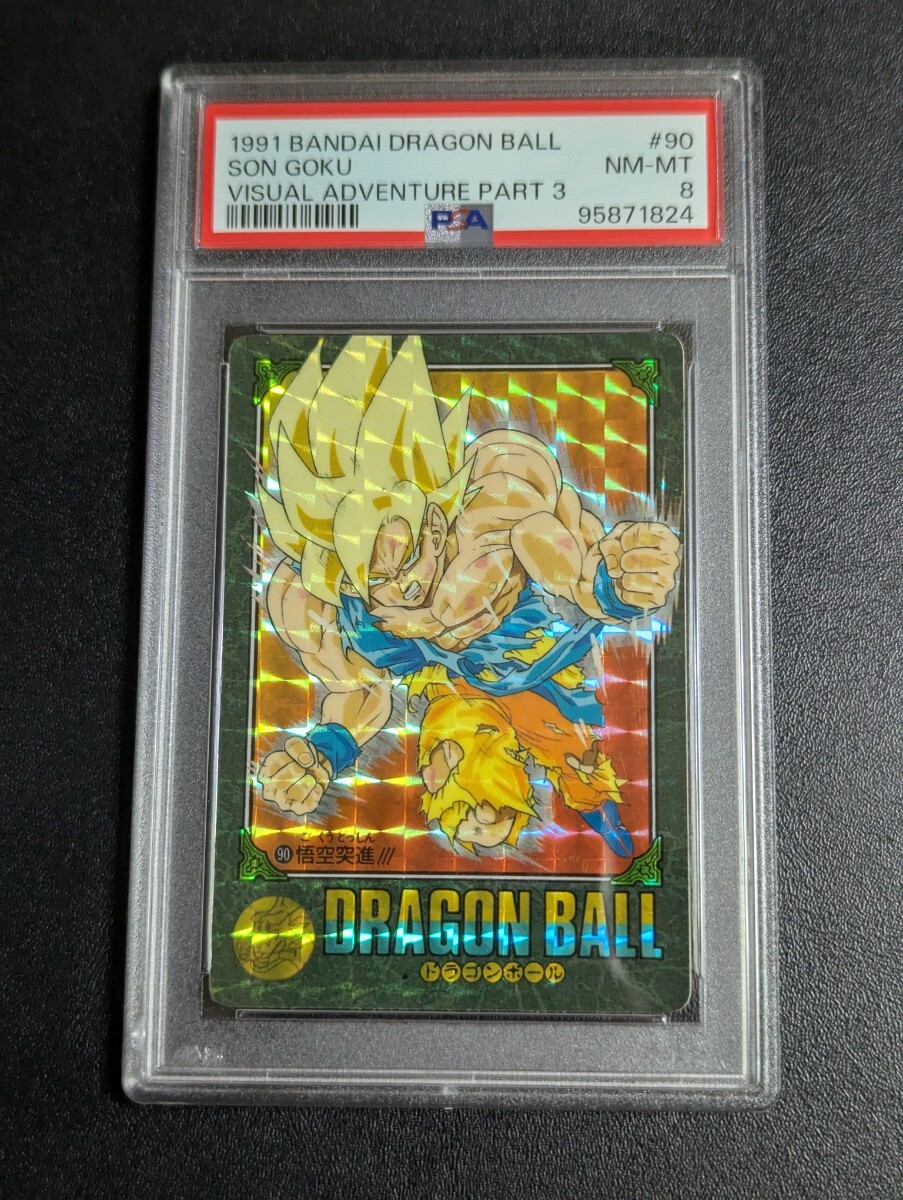 1991 BANDAI DRAGON BALL #90
SON GOKU NM-MT
VISUAL ADVENTURE PART 3 8
PSA 95871824
ごくうとっしん
90 悟空突進!!!
DRAGON BALL
ドラゴンボール